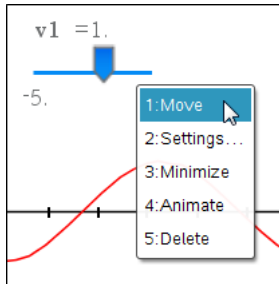 v1 =1.
-5.
1:Move
2:Settings...
3:Minimize
4:Animate
5:Delete